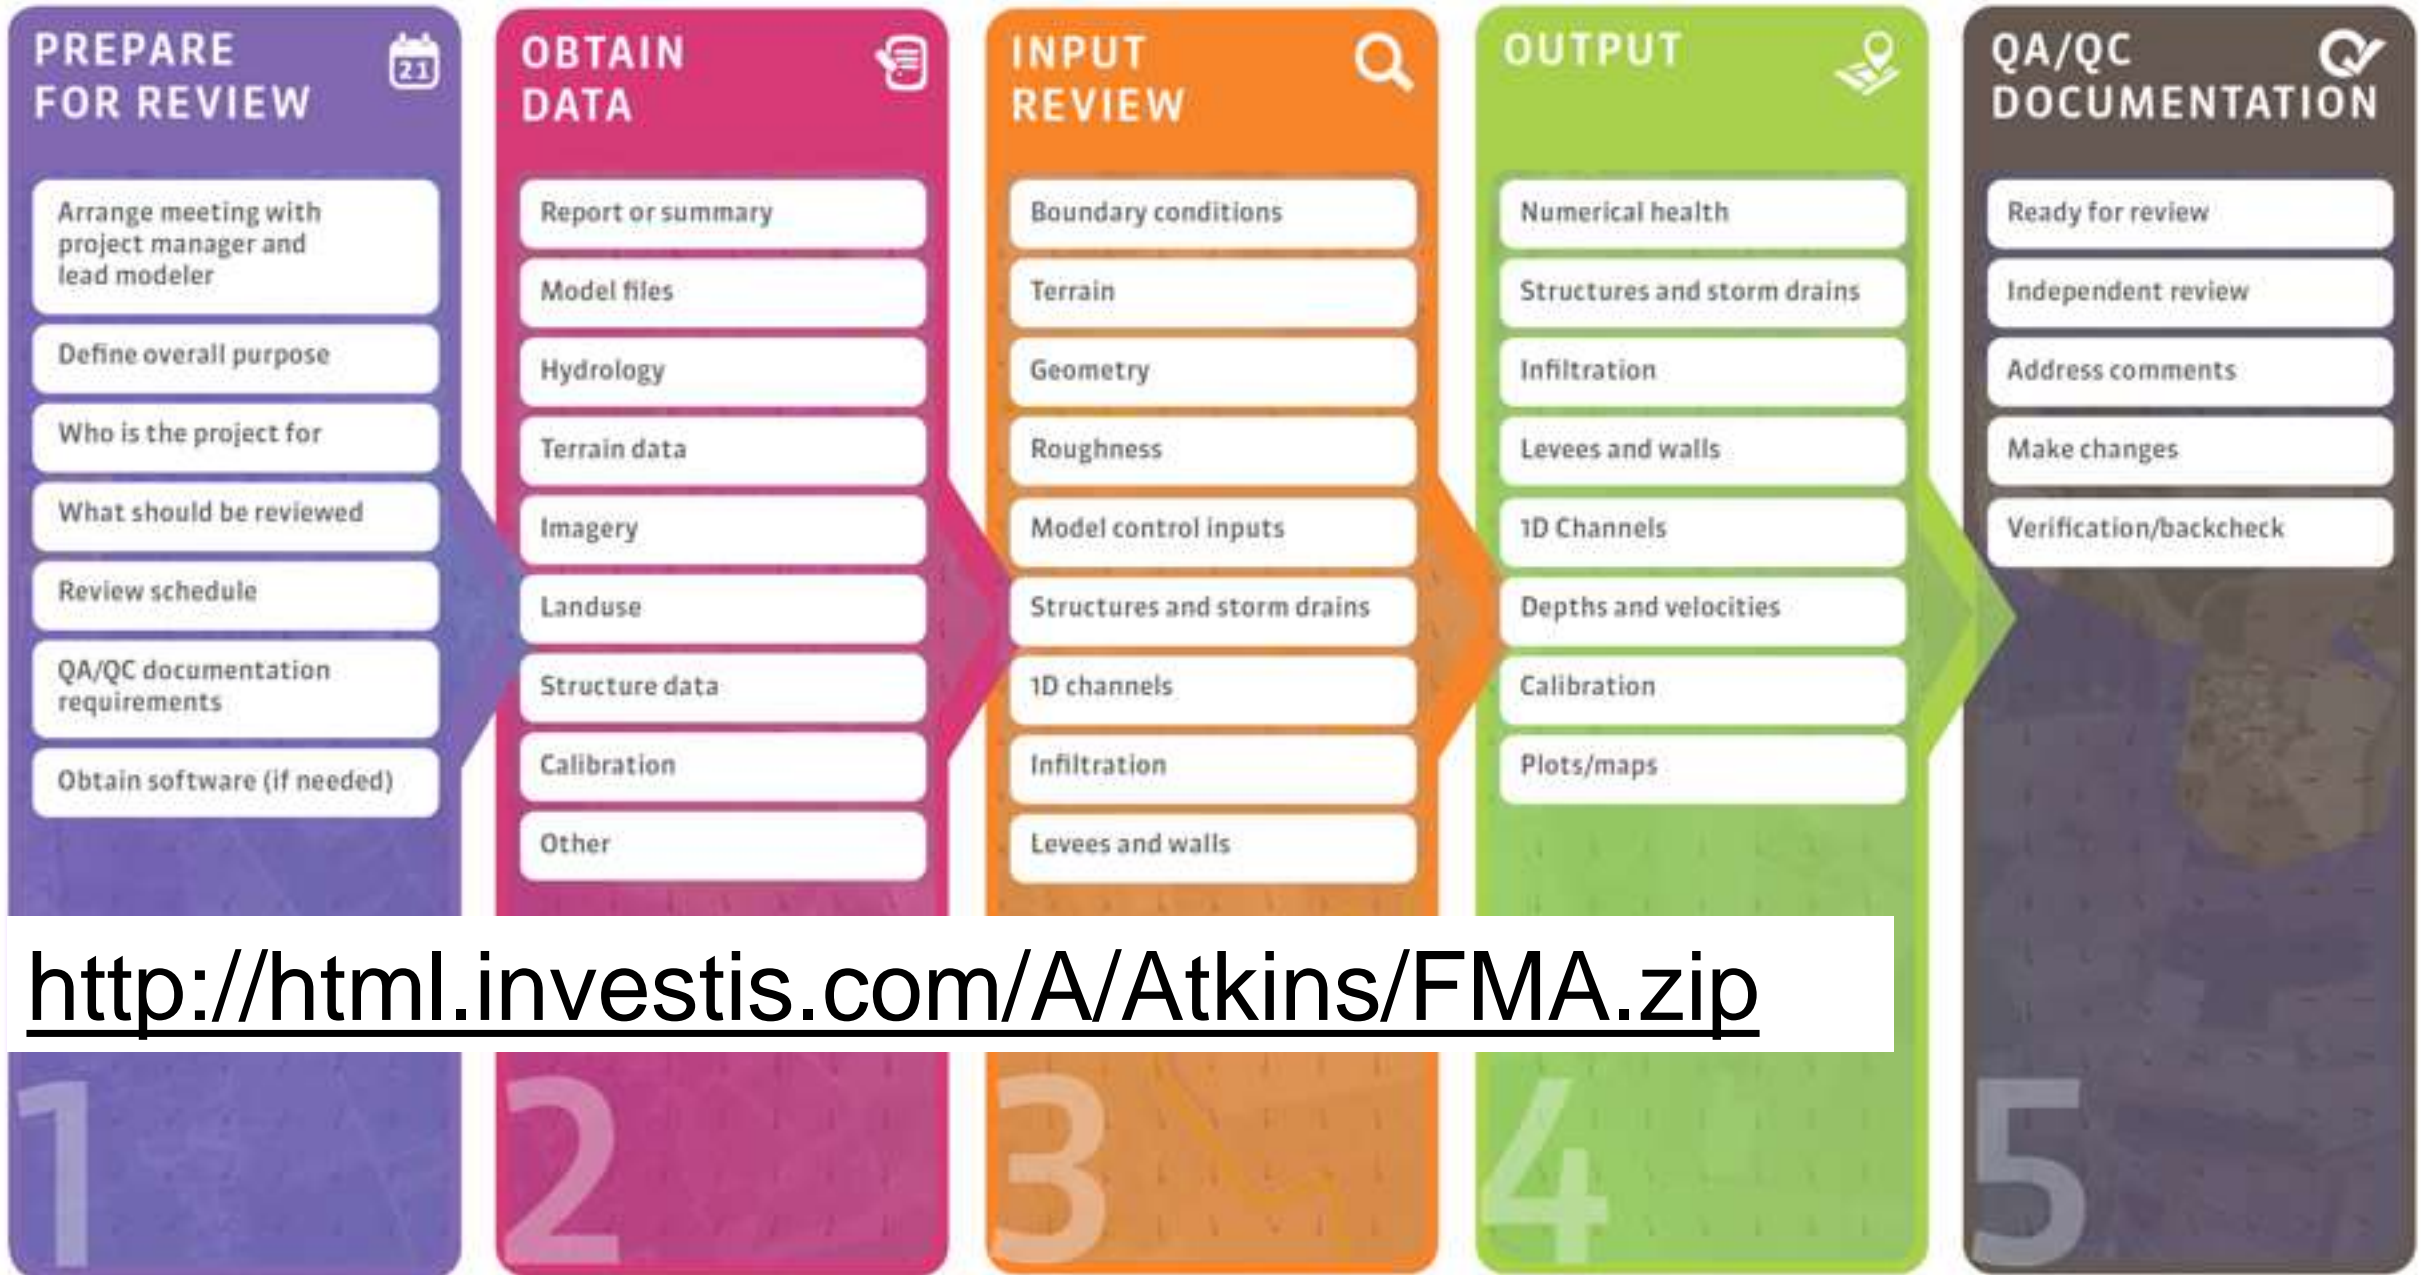 PREPARE
FOR REVIEW
21
Arrange meeting with
project manager and
lead modeler
Define overall purpose
Who is the project for
What should be reviewed
Review schedule
QA/QC documentation
requirements
Obtain software (if needed)
1
OBTAIN
DATA
Report or summary
Model files
Hydrology
Terrain data
Imagery
Landuse
Structure data
Calibration
Other
2
INPUT
REVIEW
Boundary conditions
Terrain
Geometry
Roughness
Model control inputs
Structures and storm drains
1D channels
Infiltration
Levees and walls
3
OUTPUT
Numerical health
Structures and storm drains
Infiltration
Levees and walls
1D Channels
Depths and velocities
Calibration
Plots/maps
4
QA/QC
DOCUMENTATION
Ready for review
Independent review
Address comments
Make changes
Verification/backcheck
5
http://html.investis.com/A/Atkins/FMA.zip